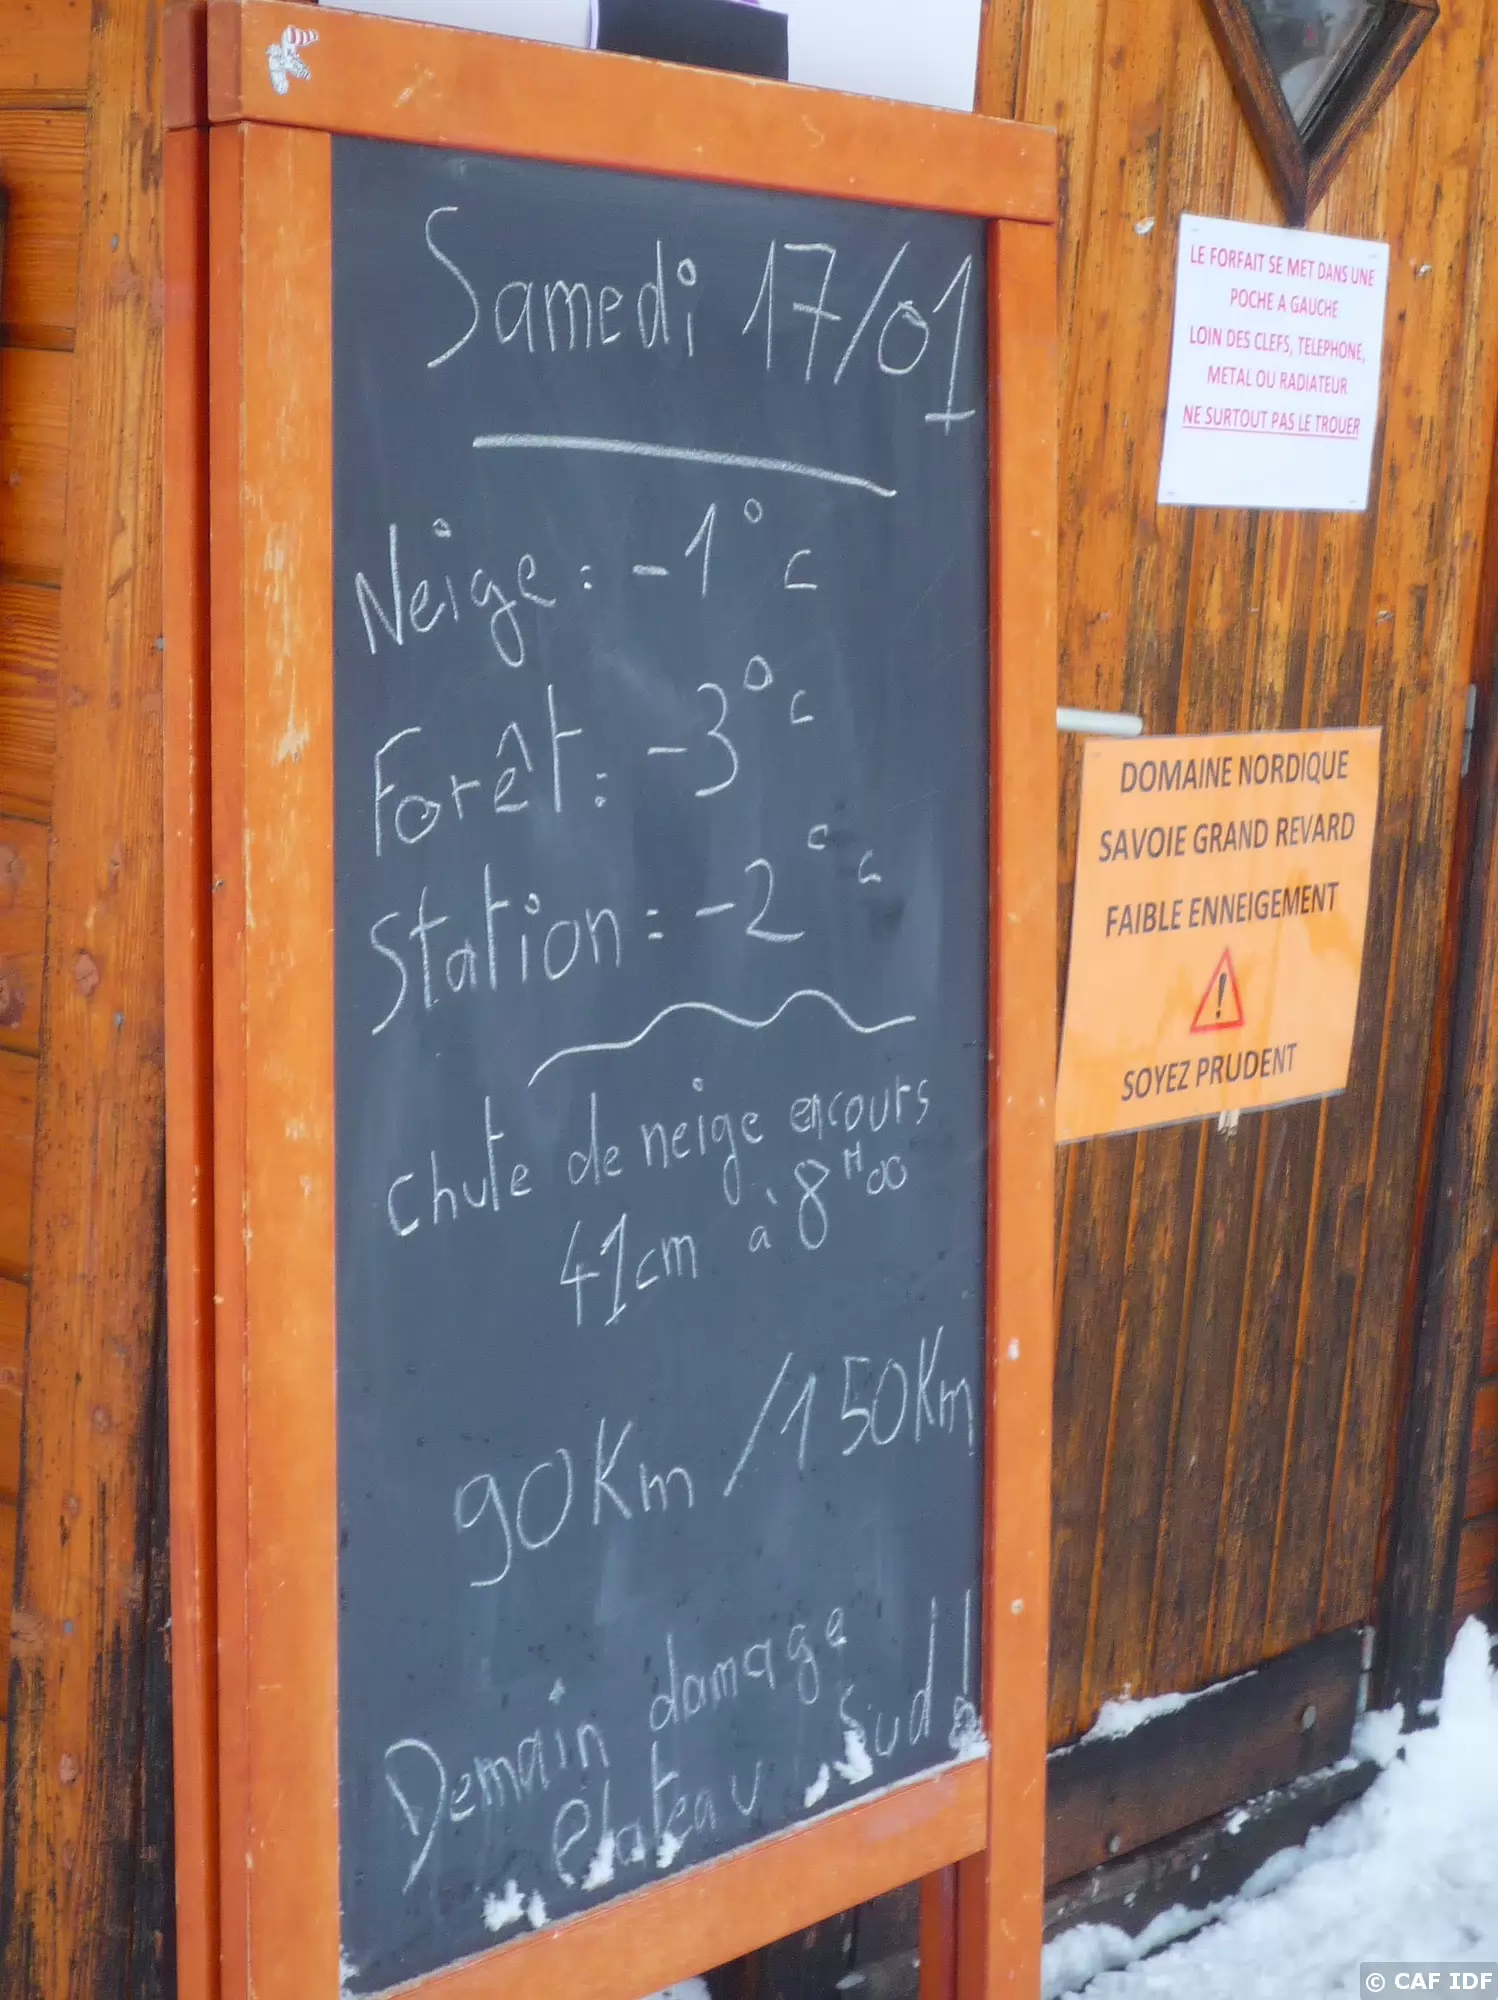 Samedi 17/01
Neige : -1°c
Forêt : -3°c
Station : -2°c
Chute de neige en cours
41cm à 8H00
90Km/150Km
Demain damage
Plateau Sud!
LE FORFAIT SE MET DANS UNE
POCHE A GAUCHE
LOIN DES CLEFS, TELEPHONE,
METAL OU RADIATEUR
NE SURTOUT PAS LE TROUER
DOMAINE NORDIQUE
SAVOIE GRAND REVARD
FAIBLE ENNEIGEMENT
SOYEZ PRUDENT
© CAF IDF